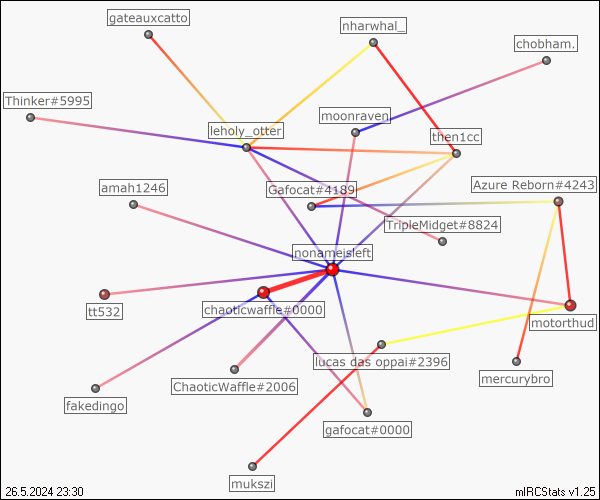 gateauxcatto
nharwhal_
chobham.
Thinker#5995
moonraven
leholy_otter
then1cc
amah1246
Gafocat#4189
Azure Reborn#4243
TripleMidget#8824
nonameisleft
tt532
chaoticwaffle#0000
motorthud
lucas das oppai#2396
ChaoticWaffle#2006
mercurybro
fakedingo
gafocat#0000
mukszi
26.5.2024 23:30
mIRCStats v1.25